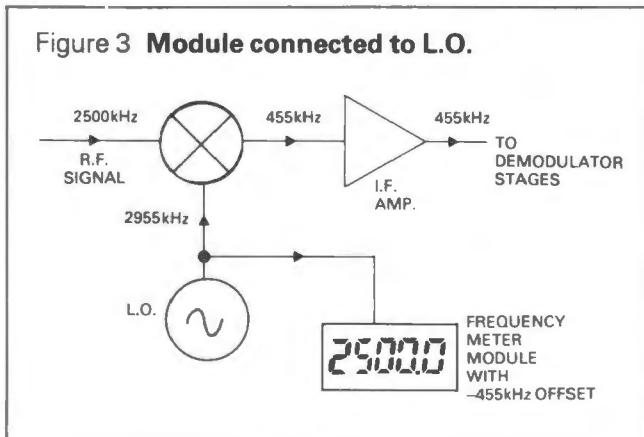 Figure 3 Module connected to L.O.
2500kHz
R.F.
SIGNAL
455kHz
I.F.
AMP.
455kHz
TO
DEMODULATOR
STAGES
2955kHz
L.O.
2500.0
FREQUENCY
METER
MODULE
WITH
–455kHz OFFSET